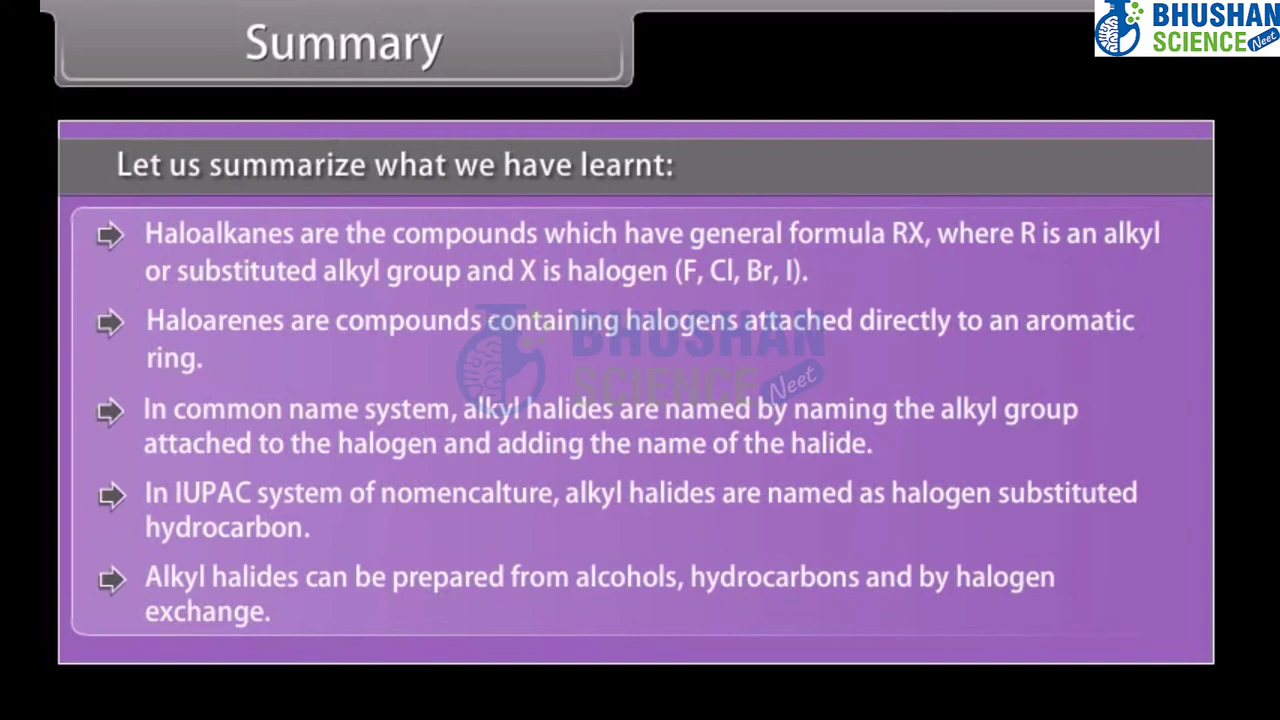 Summary
BHUSHAN
SCIENCE Neet
Let us summarize what we have learnt:
Haloalkanes are the compounds which have general formula RX, where R is an alkyl
or substituted alkyl group and X is halogen (F, Cl, Br, I).
Haloarenes are compounds containing halogens attached directly to an aromatic
ring.
BHUSHAN
SCIENCE Neet
In common name system, alkyl halides are named by naming the alkyl group
attached to the halogen and adding the name of the halide.
In IUPAC system of nomencalture, alkyl halides are named as halogen substituted
hydrocarbon.
Alkyl halides can be prepared from alcohols, hydrocarbons and by halogen
exchange.